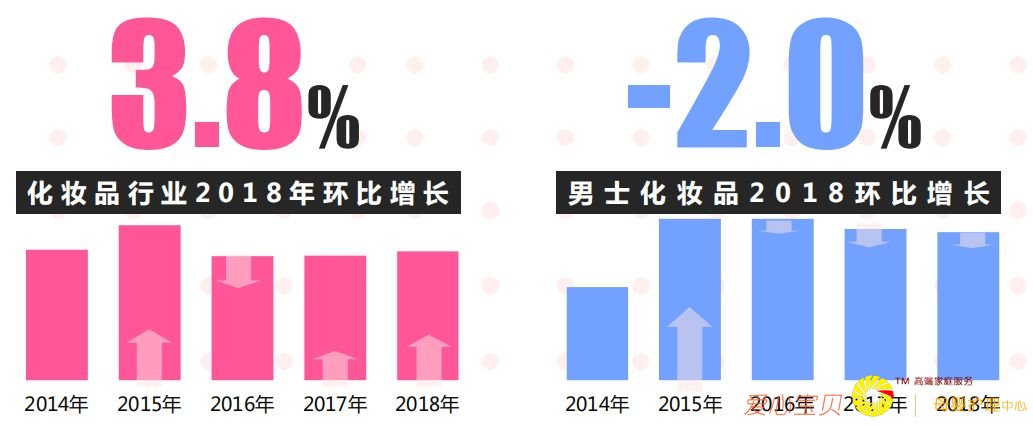 3.8%
化妆品行业2018年环比增长
2014年 2015年 2016年 2017年 2018年
-2.0%
男士化妆品2018环比增长
2014年 2015年 2016年 2017年 2018年
爱心宝贝
TM 高端家庭服务
中心